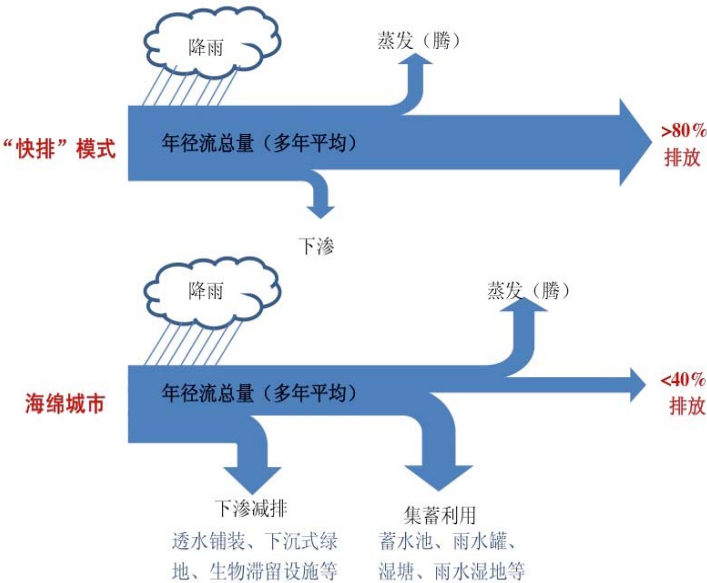 降雨
蒸发（腾）
“快排”模式
年径流总量（多年平均）
>80%
排放
下渗
降雨
蒸发（腾）
海绵城市
年径流总量（多年平均）
<40%
排放
下渗减排
透水铺装、下沉式绿
地、生物滞留设施等
集蓄利用
蓄水池、雨水罐、
湿塘、雨水湿地等